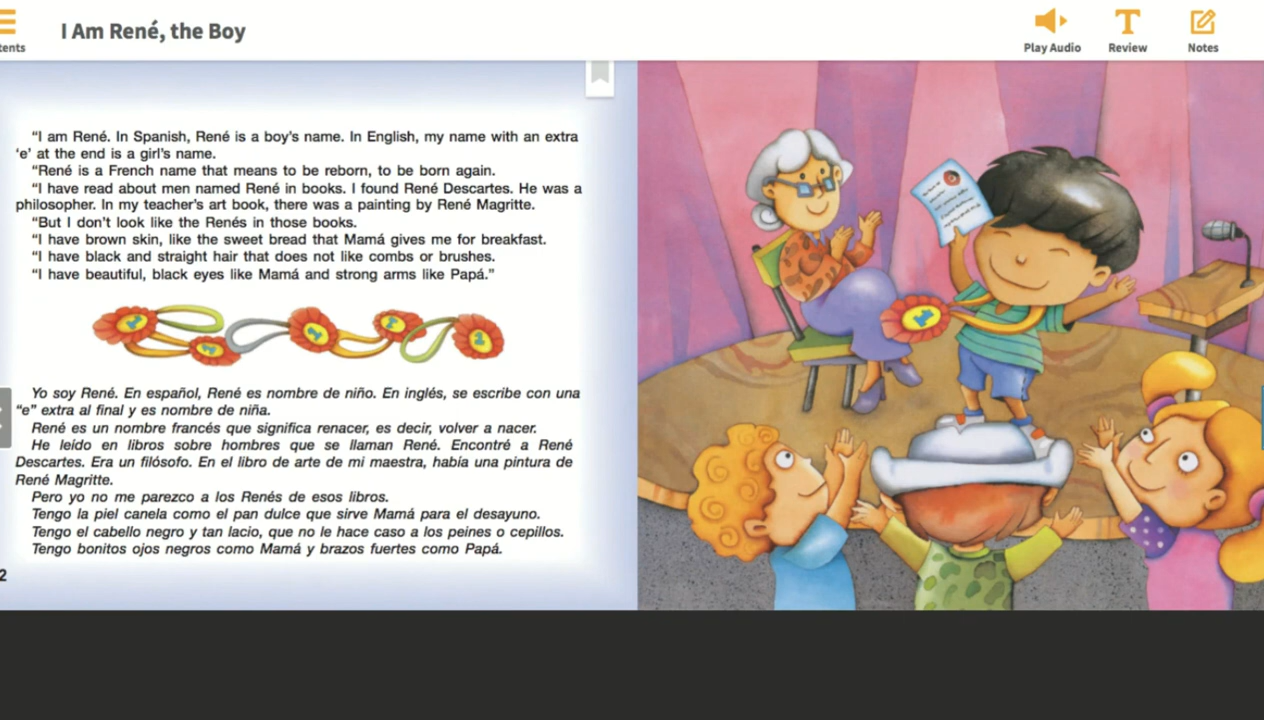 tents
I Am René, the Boy
Play Audio
Review
Notes
“I am René. In Spanish, René is a boy’s name. In English, my name with an extra
‘e’ at the end is a girl’s name.
“René is a French name that means to be reborn, to be born again.
“I have read about men named René in books. I found René Descartes. He was a
philosopher. In my teacher’s art book, there was a painting by René Magritte.
“But I don’t look like the Renés in those books.
“I have brown skin, like the sweet bread that Mamá gives me for breakfast.
“I have black and straight hair that does not like combs or brushes.
“I have beautiful, black eyes like Mamá and strong arms like Papá.”
Yo soy René. En español, René es nombre de niño. En inglés, se escribe con una
“e” extra al final y es nombre de niña.
René es un nombre francés que significa renacer, es decir, volver a nacer.
He leído en libros sobre hombres que se llaman René. Encontré a René
Descartes. Era un filósofo. En el libro de arte de mi maestra, había una pintura de
René Magritte.
Pero yo no me parezco a los Renés de esos libros.
Tengo la piel canela como el pan dulce que sirve Mamá para el desayuno.
Tengo el cabello negro y tan lacio, que no le hace caso a los peines o cepillos.
Tengo bonitos ojos negros como Mamá y brazos fuertes como Papá.
2